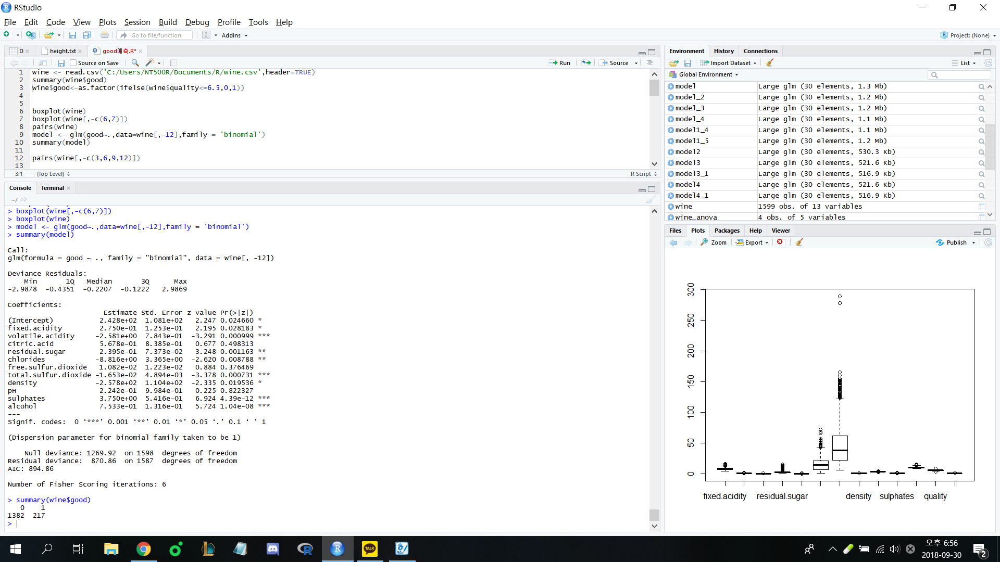 RStudio
File Edit Code View Plots Session Build Debug Profile Tools Help
Go to file/function Addins Project: (None)
D height.txt good예측.R*
Source on Save Run Source
1 wine <- read.csv('C:/Users/NT500R/Documents/R/wine.csv',header=TRUE)
2 summary(wine$good)
3 wine$good<-as.factor(ifelse(wine$quality<=6.5,0,1))
4
5
6 boxplot(wine)
7 boxplot(wine[,-c(6,7)])
8 pairs(wine)
9 model <- glm(good~.,data=wine[,-12],family = 'binomial')
10 summary(model)
11
12 pairs(wine[,-c(3,6,9,12)])
13
3:1 (Top Level) R Script
Console Terminal
~/
> boxplot(wine[,-c(6,7)])
> boxplot(wine)
> model <- glm(good~.,data=wine[,-12],family = 'binomial')
> summary(model)
Call:
glm(formula = good ~ ., family = "binomial", data = wine[, -12])
Deviance Residuals:
Min 1Q Median 3Q Max
-2.9878 -0.4351 -0.2207 -0.1222 2.9869
Coefficients:
Estimate Std. Error z value Pr(>|z|)
(Intercept) 2.428e+02 1.081e+02 2.247 0.024660 *
fixed.acidity 2.750e-01 1.253e-01 2.195 0.028183 *
volatile.acidity -2.581e+00 7.843e-01 -3.291 0.000999 ***
citric.acid 5.678e-01 8.385e-01 0.677 0.498313
residual.sugar 2.395e-01 7.373e-02 3.248 0.001163 **
chlorides -8.816e+00 3.365e+00 -2.620 0.008788 **
free.sulfur.dioxide 1.082e-02 1.223e-02 0.884 0.376469
total.sulfur.dioxide -1.653e-02 4.894e-03 -3.378 0.000731 ***
density -2.578e+02 1.104e+02 -2.335 0.019536 *
pH 2.242e-01 9.984e-01 0.225 0.822327
sulphates 3.750e+00 5.416e-01 6.924 4.39e-12 ***
alcohol 7.533e-01 1.316e-01 5.724 1.04e-08 ***
---
Signif. codes: 0 ‘***’ 0.001 ‘**’ 0.01 ‘*’ 0.05 ‘.’ 0.1 ‘ ’ 1
(Dispersion parameter for binomial family taken to be 1)
Null deviance: 1269.92 on 1598 degrees of freedom
Residual deviance: 870.86 on 1587 degrees of freedom
AIC: 894.86
Number of Fisher Scoring iterations: 6
> summary(wine$good)
0 1
1382 217
>
Environment History Connections
Import Dataset List
Global Environment
model Large glm (30 elements, 1.3 Mb)
model_2 Large glm (30 elements, 1.2 Mb)
model_3 Large glm (30 elements, 1.2 Mb)
model_4 Large glm (30 elements, 1.1 Mb)
model1_4 Large glm (30 elements, 1.1 Mb)
model1_5 Large glm (30 elements, 1.2 Mb)
model2 Large glm (30 elements, 530.3 Kb)
model3 Large glm (30 elements, 521.6 Kb)
model3_1 Large glm (30 elements, 516.9 Kb)
model4 Large glm (30 elements, 521.6 Kb)
model4_1 Large glm (30 elements, 516.9 Kb)
wine 1599 obs. of 13 variables
wine_anova 4 obs. of 5 variables
Files Plots Packages Help Viewer
Zoom Export Publish
300
250
200
150
100
50
0
fixed.acidity residual.sugar density sulphates quality
TALK
오후 6:56
2018-09-30
2